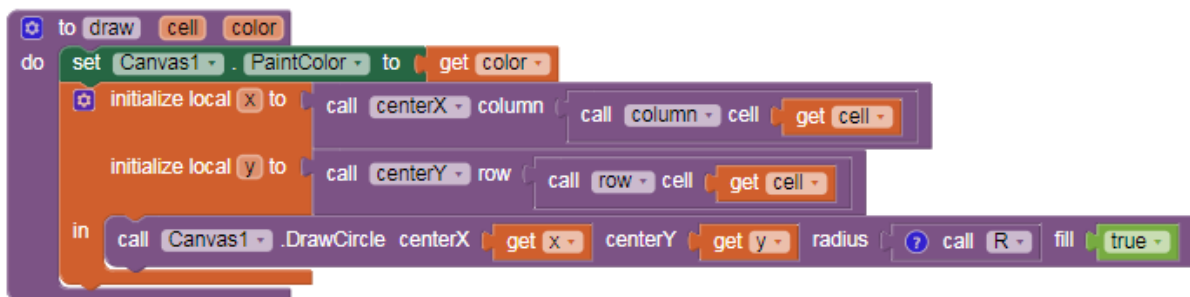 to draw cell color
do set Canvas1 . PaintColor to get color
initialize local x to call centerX column call column cell get cell
initialize local y to call centerY row call row cell get cell
in call Canvas1 .DrawCircle centerX get x centerY get y radius ? call R fill true